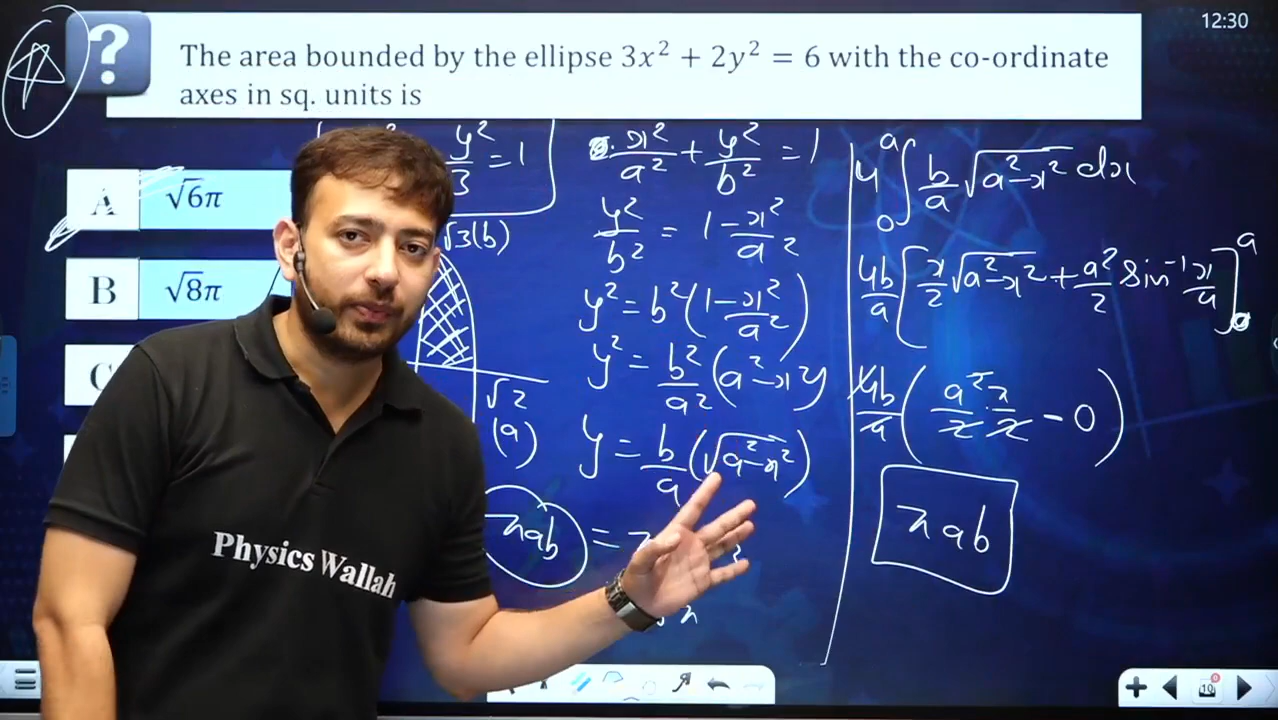 12:30
?
The area bounded by the ellipse 3x² + 2y² = 6 with the co-ordinate
axes in sq. units is
A √6π
B √8π
C
y²/3 = 1
√3(b)
√2
(a)
πab =
x²/a² + y²/b² = 1
y²/b² = 1 - x²/a²
y² = b²(1 - x²/a²)
y² = b²/a² (a² - x²)
y = b/a (√a² - x²)
4 ∫₀ᵃ b/a √a² - x² dx
4b/a [x/2 √a² - x² + a²/2 sin⁻¹ x/a]₀ᵃ
4b/a (a²/2 π/2 - 0)
πab
Physics Wallah
10